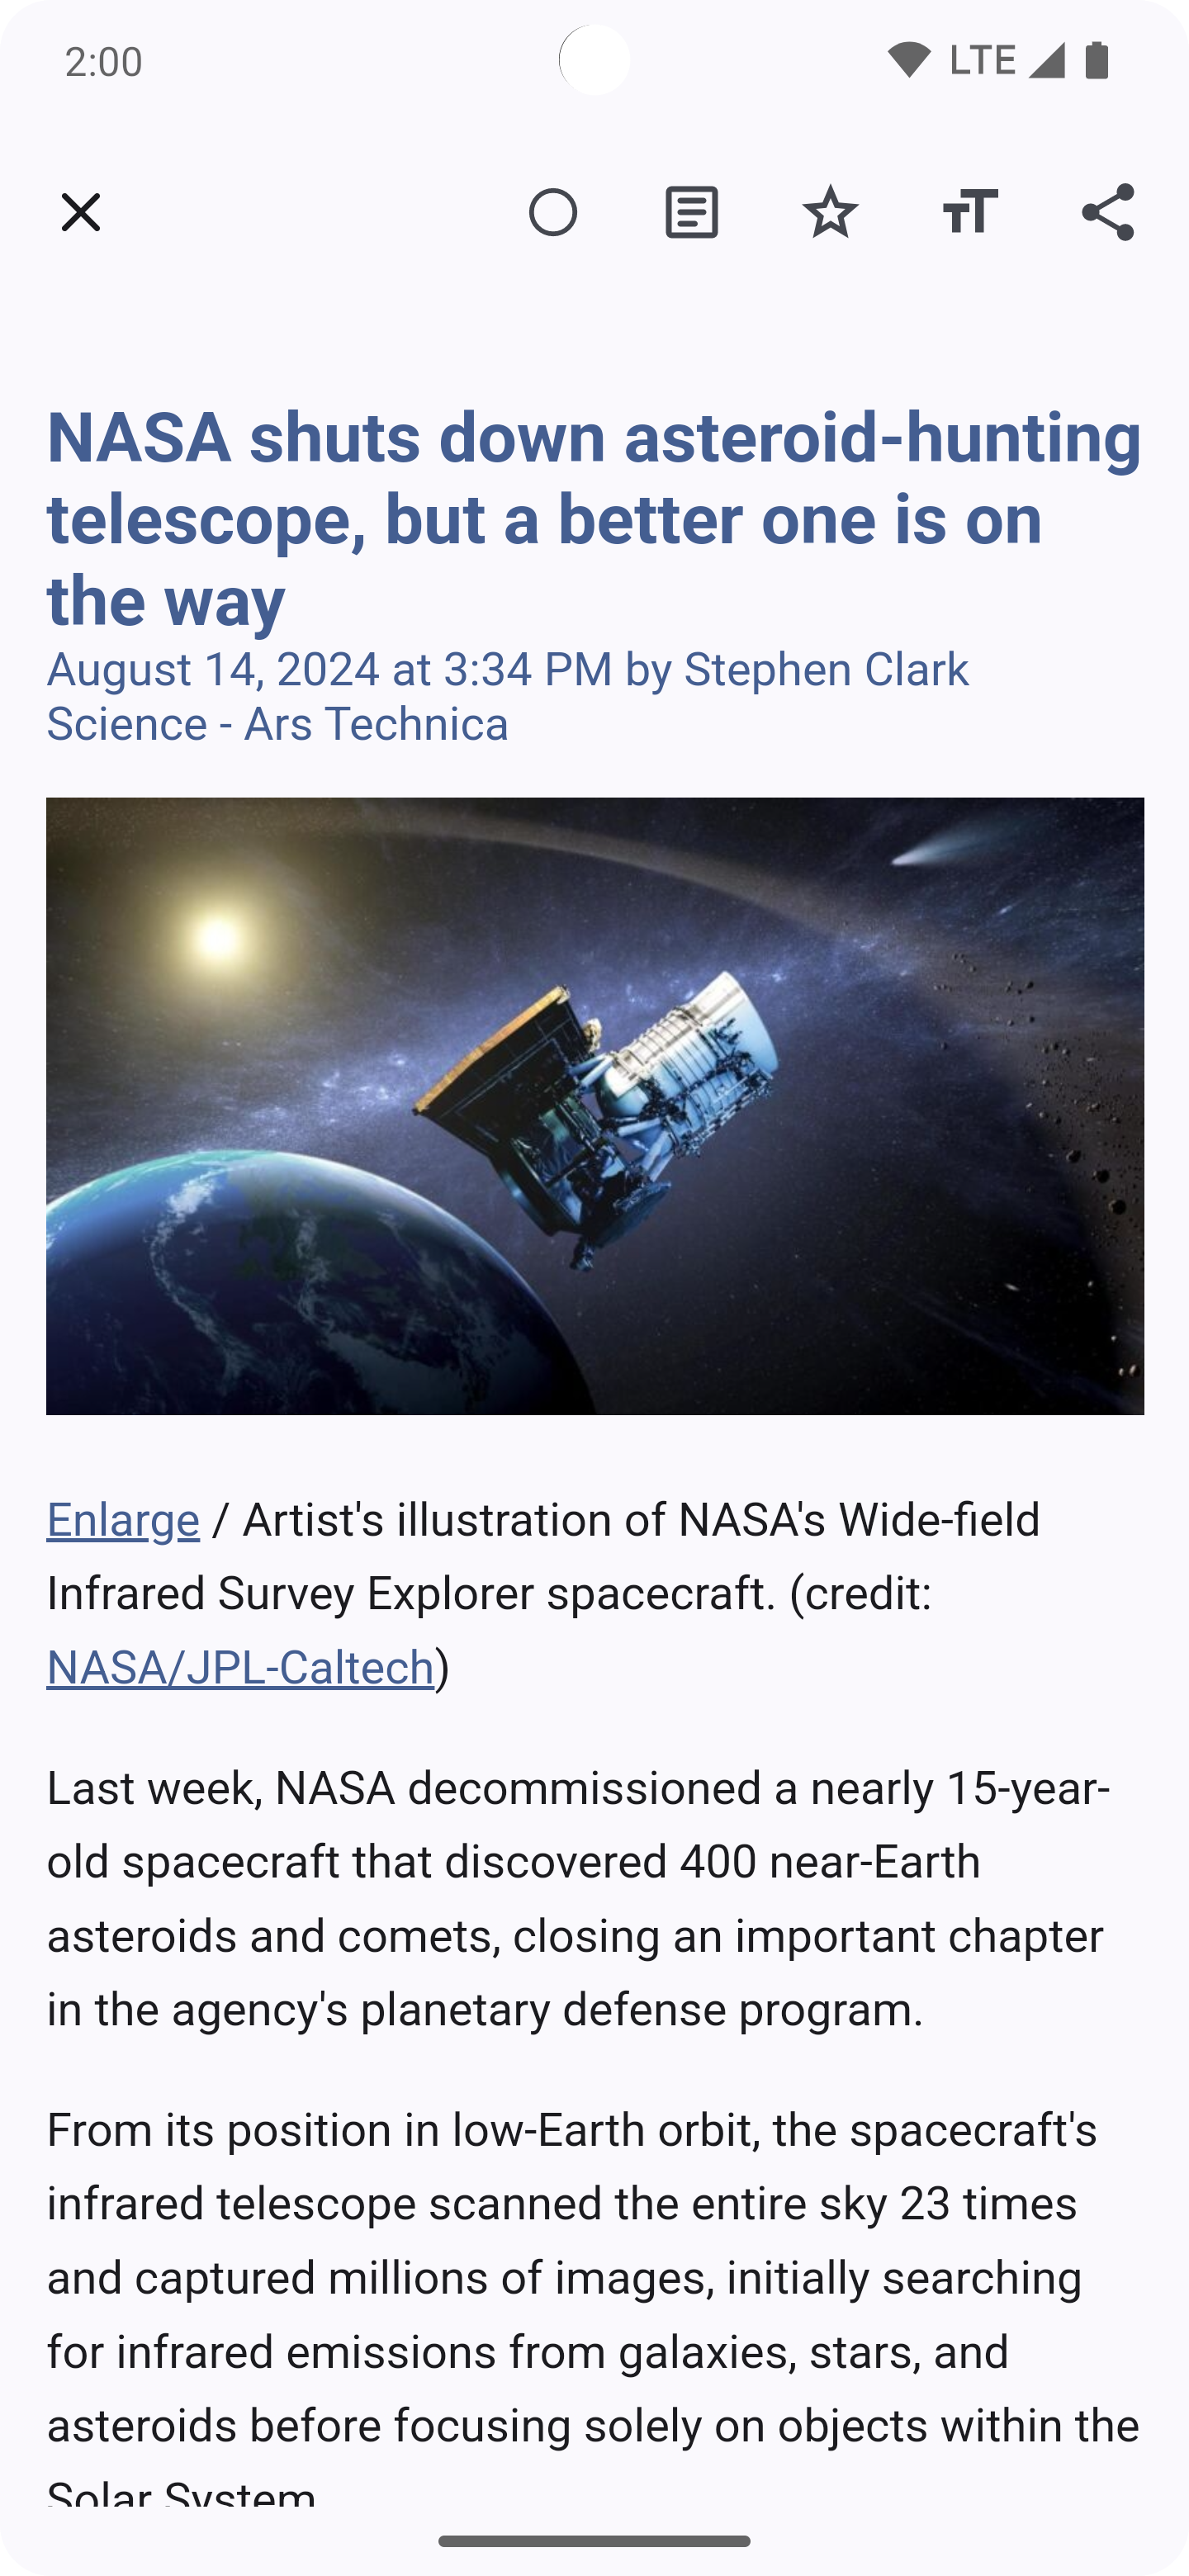 2:00
LTE
NASA shuts down asteroid-hunting
telescope, but a better one is on
the way
August 14, 2024 at 3:34 PM by Stephen Clark
Science - Ars Technica
Enlarge / Artist's illustration of NASA's Wide-field
Infrared Survey Explorer spacecraft. (credit:
NASA/JPL-Caltech)
Last week, NASA decommissioned a nearly 15-year-
old spacecraft that discovered 400 near-Earth
asteroids and comets, closing an important chapter
in the agency's planetary defense program.
From its position in low-Earth orbit, the spacecraft's
infrared telescope scanned the entire sky 23 times
and captured millions of images, initially searching
for infrared emissions from galaxies, stars, and
asteroids before focusing solely on objects within the
Solar System